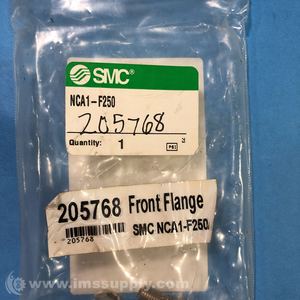 SMC
NCA1-F250
205768
Quantity: 1
205768 Front Flange
205768 SMC NCA1-F250
© www.imssupply.com